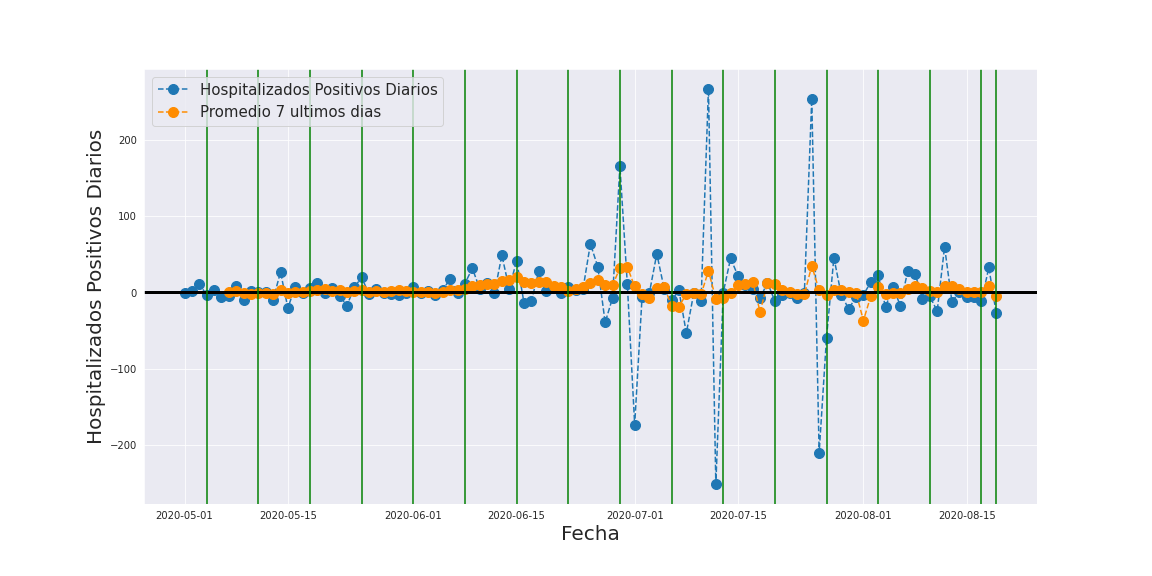 Hospitalizados Positivos Diarios
Promedio 7 ultimos dias
Hospitalizados Positivos Diarios
200
100
0
−100
−200
2020-05-01 2020-05-15 2020-06-01 2020-06-15 2020-07-01 2020-07-15 2020-08-01 2020-08-15
Fecha